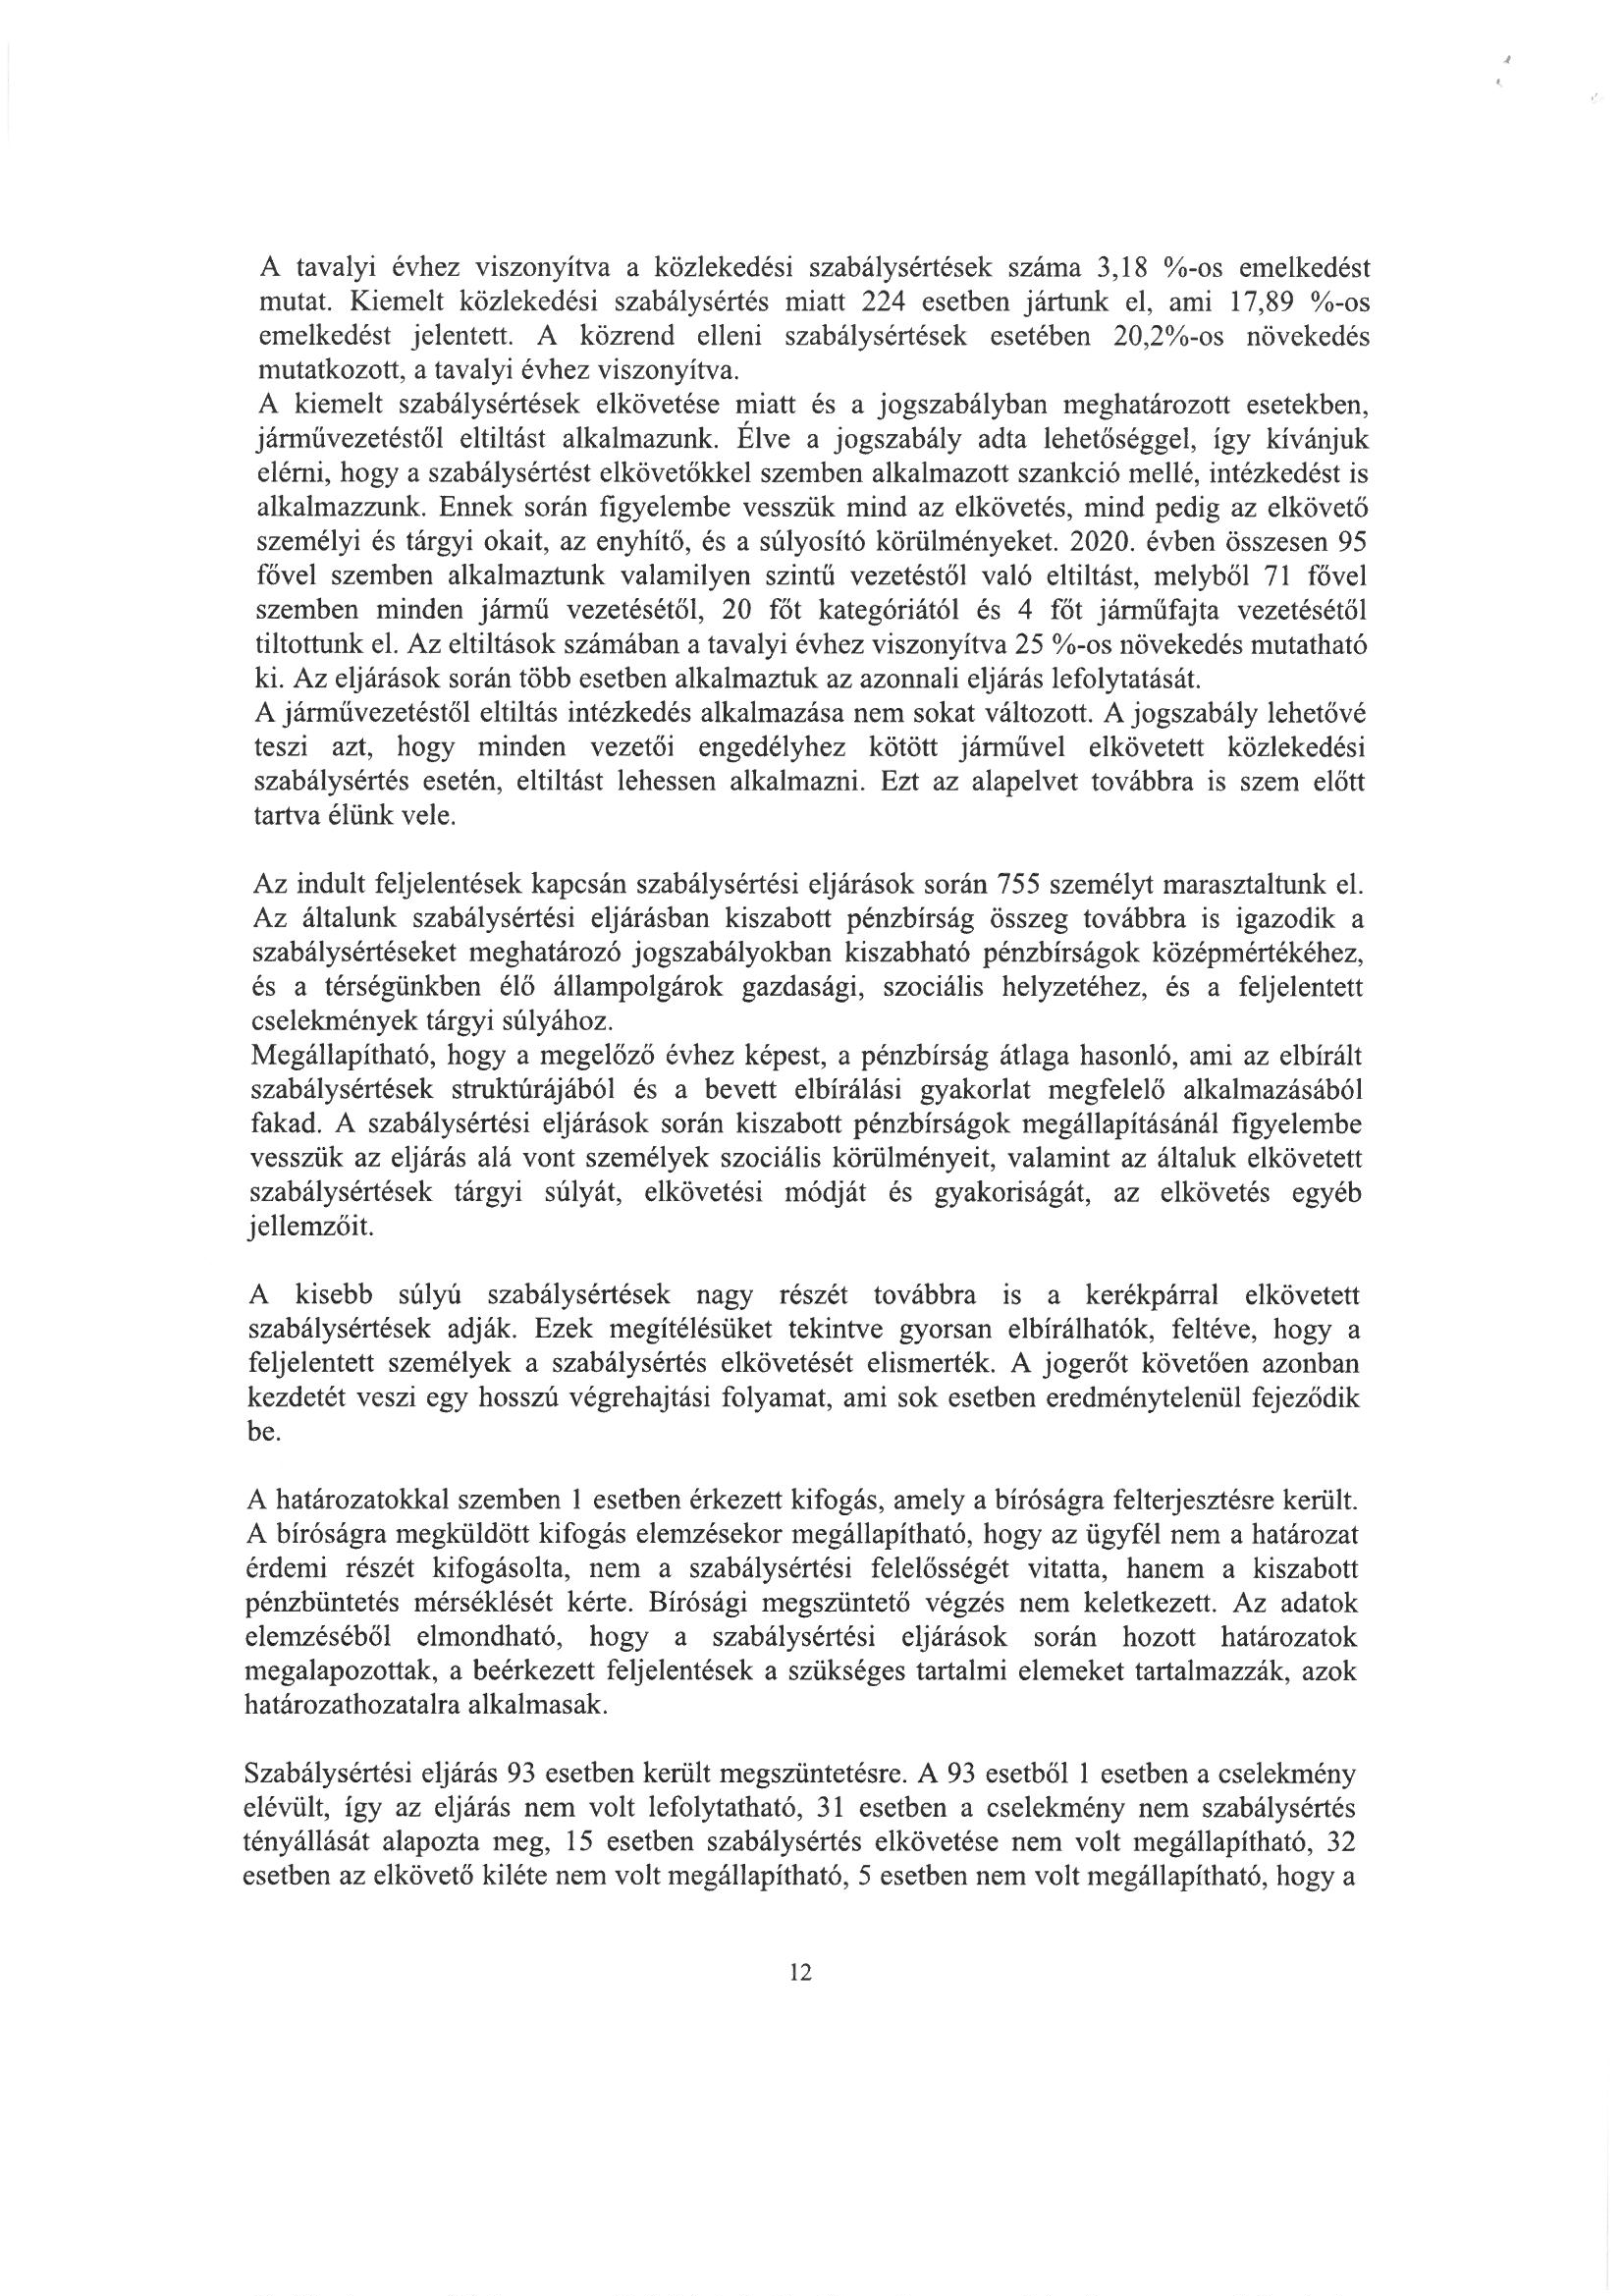 A tavalyi évhez viszonyítva a közlekedési szabálysértések száma 3,18 %-os emelkedést
mutat. Kiemelt közlekedési szabálysértés miatt 224 esetben jártunk el, ami 17,89 %-os
emelkedést jelentett. A közrend elleni szabálysértések esetében 20,2%-os növekedés
mutatkozott, a tavalyi évhez viszonyítva.
A kiemelt szabálysértések elkövetése miatt és a jogszabályban meghatározott esetekben,
járművezetéstől eltiltást alkalmazunk. Élve a jogszabály adta lehetőséggel, így kívánjuk
elérni, hogy a szabálysértést elkövetőkkel szemben alkalmazott szankció mellé, intézkedést is
alkalmazzunk. Ennek során figyelembe vesszük mind az elkövetés, mind pedig az elkövető
személyi és tárgyi okait, az enyhítő, és a súlyosító körülményeket. 2020. évben összesen 95
fővel szemben alkalmaztunk valamilyen szintű vezetéstől való eltiltást, melyből 71 fővel
szemben minden jármű vezetésétől, 20 főt kategóriától és 4 főt járműfajta vezetésétől
tiltottunk el. Az eltiltások számában a tavalyi évhez viszonyítva 25 %-os növekedés mutatható
ki. Az eljárások során több esetben alkalmaztuk az azonnali eljárás lefolytatását.
A járművezetéstől eltiltás intézkedés alkalmazása nem sokat változott. A jogszabály lehetővé
teszi azt, hogy minden vezetői engedélyhez kötött járművel elkövetett közlekedési
szabálysértés esetén, eltiltást lehessen alkalmazni. Ezt az alapelvet továbbra is szem előtt
tartva élünk vele.
Az indult feljelentések kapcsán szabálysértési eljárások során 755 személyt marasztaltunk el.
Az általunk szabálysértési eljárásban kiszabott pénzbírság összeg továbbra is igazodik a
szabálysértéseket meghatározó jogszabályokban kiszabható pénzbírságok középmértékéhez,
és a térségünkben élő állampolgárok gazdasági, szociális helyzetéhez, és a feljelentett
cselekmények tárgyi súlyához.
Megállapítható, hogy a megelőző évhez képest, a pénzbírság átlaga hasonló, ami az elbírált
szabálysértések struktúrájából és a bevett elbírálási gyakorlat megfelelő alkalmazásából
fakad. A szabálysértési eljárások során kiszabott pénzbírságok megállapításánál figyelembe
vesszük az eljárás alá vont személyek szociális körülményeit, valamint az általuk elkövetett
szabálysértések tárgyi súlyát, elkövetési módját és gyakoriságát, az elkövetés egyéb
jellemzőit.
A kisebb súlyú szabálysértések nagy részét továbbra is a kerékpárral elkövetett
szabálysértések adják. Ezek megítélésüket tekintve gyorsan elbírálhatók, feltéve, hogy a
feljelentett személyek a szabálysértés elkövetését elismerték. A jogerőt követően azonban
kezdetét veszi egy hosszú végrehajtási folyamat, ami sok esetben eredménytelenül fejeződik
be.
A határozatokkal szemben 1 esetben érkezett kifogás, amely a bíróságra felterjesztésre került.
A bíróságra megküldött kifogás elemzésekor megállapítható, hogy az ügyfél nem a határozat
érdemi részét kifogásolta, nem a szabálysértési felelősségét vitatta, hanem a kiszabott
pénzbüntetés mérséklését kérte. Bírósági megszüntető végzés nem keletkezett. Az adatok
elemzéséből elmondható, hogy a szabálysértési eljárások során hozott határozatok
megalapozottak, a beérkezett feljelentések a szükséges tartalmi elemeket tartalmazzák, azok
határozathozatalra alkalmasak.
Szabálysértési eljárás 93 esetben került megszüntetésre. A 93 esetből 1 esetben a cselekmény
elévült, így az eljárás nem volt lefolytatható, 31 esetben a cselekmény nem szabálysértés
tényállását alapozta meg, 15 esetben szabálysértés elkövetése nem volt megállapítható, 32
esetben az elkövető kiléte nem volt megállapítható, 5 esetben nem volt megállapítható, hogy a
12